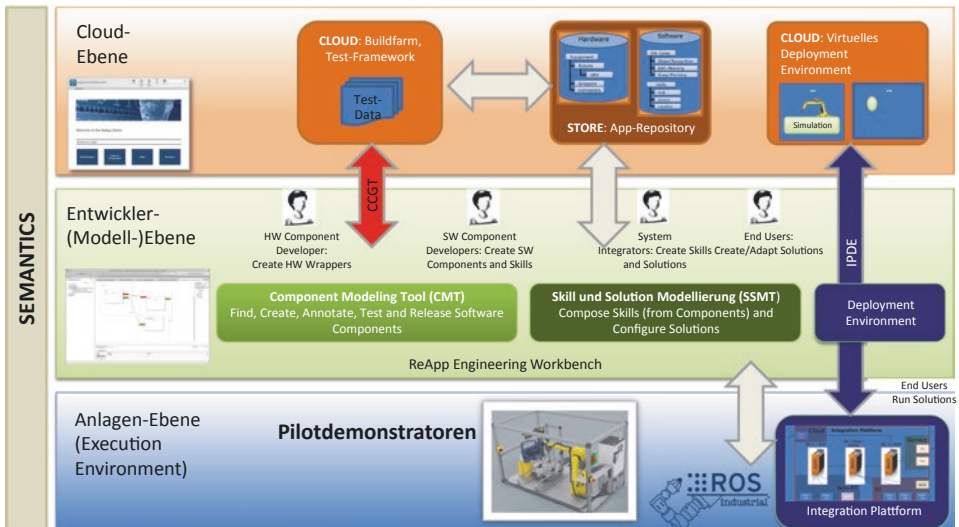 SEMANTICS
Cloud-
Ebene
CLOUD: Buildfarm,
Test-Framework
Test-
Data
Hardware
Software
STORE: App-Repository
CLOUD: Virtuelles
Deployment
Environment
Simulation
CCGT
IPDE
Entwickler-
(Modell-)Ebene
HW Component
Developer:
Create HW Wrappers
SW Component
Developers: Create SW
Components and Skills
System
Integrators: Create Skills
and Solutions
End Users:
Create/Adapt Solutions
Component Modeling Tool (CMT)
Find, Create, Annotate, Test and Release Software
Components
Skill und Solution Modellierung (SSMT)
Compose Skills (from Components) and
Configure Solutions
Deployment
Environment
ReApp Engineering Workbench
End Users
Run Solutions
Anlagen-Ebene
(Execution
Environment)
Pilotdemonstratoren
ROS
Industrial
Cloud
Integration Platform
Integration Plattform